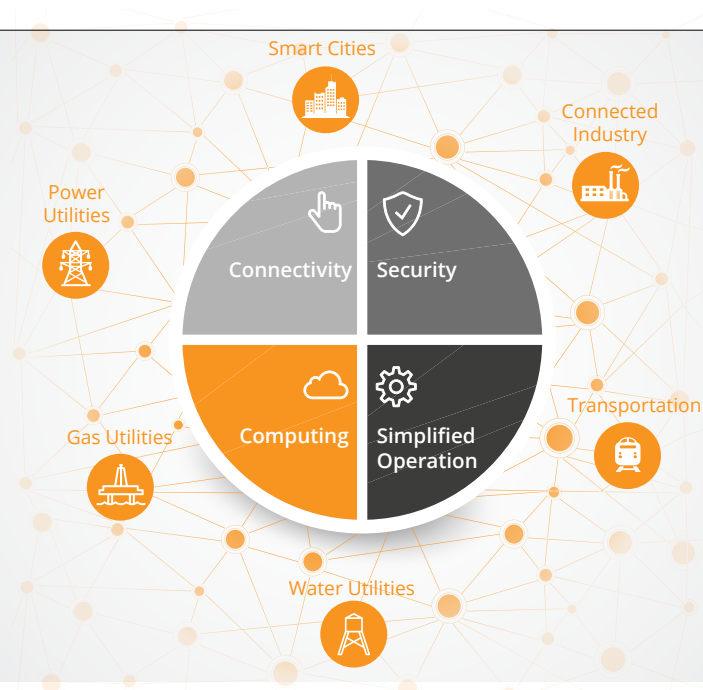 Smart Cities
Connected
Industry
Power
Utilities
Connectivity
Security
Transportation
Gas Utilities
Computing
Simplified
Operation
Water Utilities